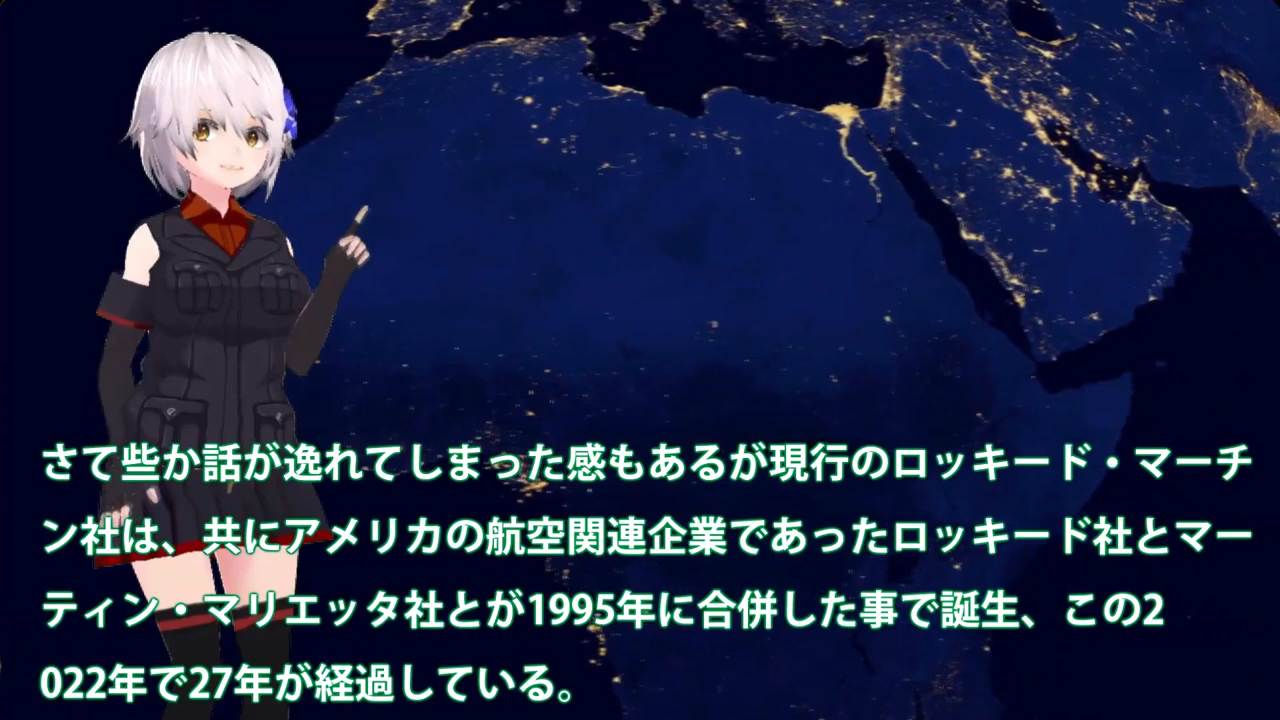 さて些か話が逸れてしまった感もあるが現行のロッキード・マーチ
ン社は、共にアメリカの航空関連企業であったロッキード社とマー
ティン・マリエッタ社とが1995年に合併した事で誕生、この2
022年で27年が経過している。